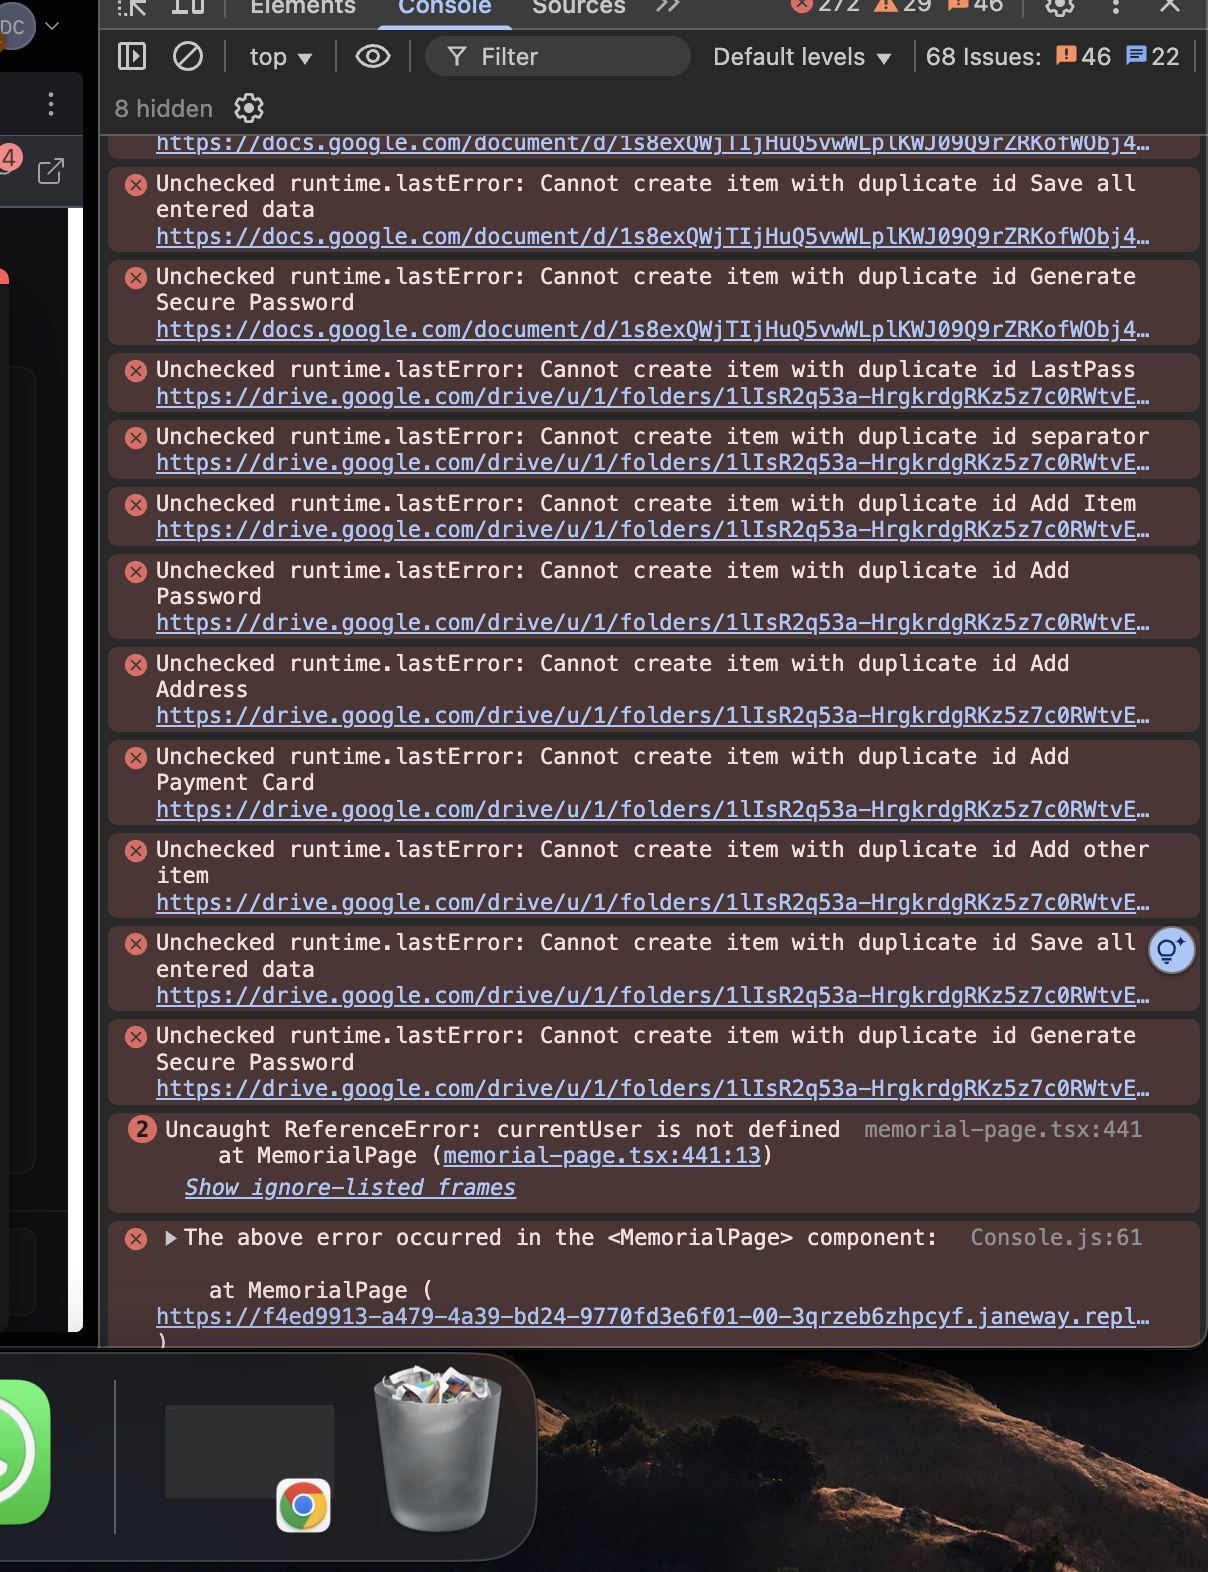 DC
Elements Console Sources 272 29 46
top Filter Default levels 68 Issues: 46 22
8 hidden
4
https://docs.google.com/document/d/1s8exQWjTIjHuQ5vwWLplKWJ09Q9rZRKofWObj4…
Unchecked runtime.lastError: Cannot create item with duplicate id Save all
entered data
https://docs.google.com/document/d/1s8exQWjTIjHuQ5vwWLplKWJ09Q9rZRKofWObj4…
Unchecked runtime.lastError: Cannot create item with duplicate id Generate
Secure Password
https://docs.google.com/document/d/1s8exQWjTIjHuQ5vwWLplKWJ09Q9rZRKofWObj4…
Unchecked runtime.lastError: Cannot create item with duplicate id LastPass
https://drive.google.com/drive/u/1/folders/1lIsR2q53a-HrgkrdgRKz5z7c0RWtvE…
Unchecked runtime.lastError: Cannot create item with duplicate id separator
https://drive.google.com/drive/u/1/folders/1lIsR2q53a-HrgkrdgRKz5z7c0RWtvE…
Unchecked runtime.lastError: Cannot create item with duplicate id Add Item
https://drive.google.com/drive/u/1/folders/1lIsR2q53a-HrgkrdgRKz5z7c0RWtvE…
Unchecked runtime.lastError: Cannot create item with duplicate id Add
Password
https://drive.google.com/drive/u/1/folders/1lIsR2q53a-HrgkrdgRKz5z7c0RWtvE…
Unchecked runtime.lastError: Cannot create item with duplicate id Add
Address
https://drive.google.com/drive/u/1/folders/1lIsR2q53a-HrgkrdgRKz5z7c0RWtvE…
Unchecked runtime.lastError: Cannot create item with duplicate id Add
Payment Card
https://drive.google.com/drive/u/1/folders/1lIsR2q53a-HrgkrdgRKz5z7c0RWtvE…
Unchecked runtime.lastError: Cannot create item with duplicate id Add other
item
https://drive.google.com/drive/u/1/folders/1lIsR2q53a-HrgkrdgRKz5z7c0RWtvE…
Unchecked runtime.lastError: Cannot create item with duplicate id Save all
entered data
https://drive.google.com/drive/u/1/folders/1lIsR2q53a-HrgkrdgRKz5z7c0RWtvE…
Unchecked runtime.lastError: Cannot create item with duplicate id Generate
Secure Password
https://drive.google.com/drive/u/1/folders/1lIsR2q53a-HrgkrdgRKz5z7c0RWtvE…
2 Uncaught ReferenceError: currentUser is not defined memorial-page.tsx:441
at MemorialPage (memorial-page.tsx:441:13)
Show ignore-listed frames
The above error occurred in the <MemorialPage> component: Console.js:61
at MemorialPage (
https://f4ed9913-a479-4a39-bd24-9770fd3e6f01-00-3qrzeb6zhpcyf.janeway.repl…
)